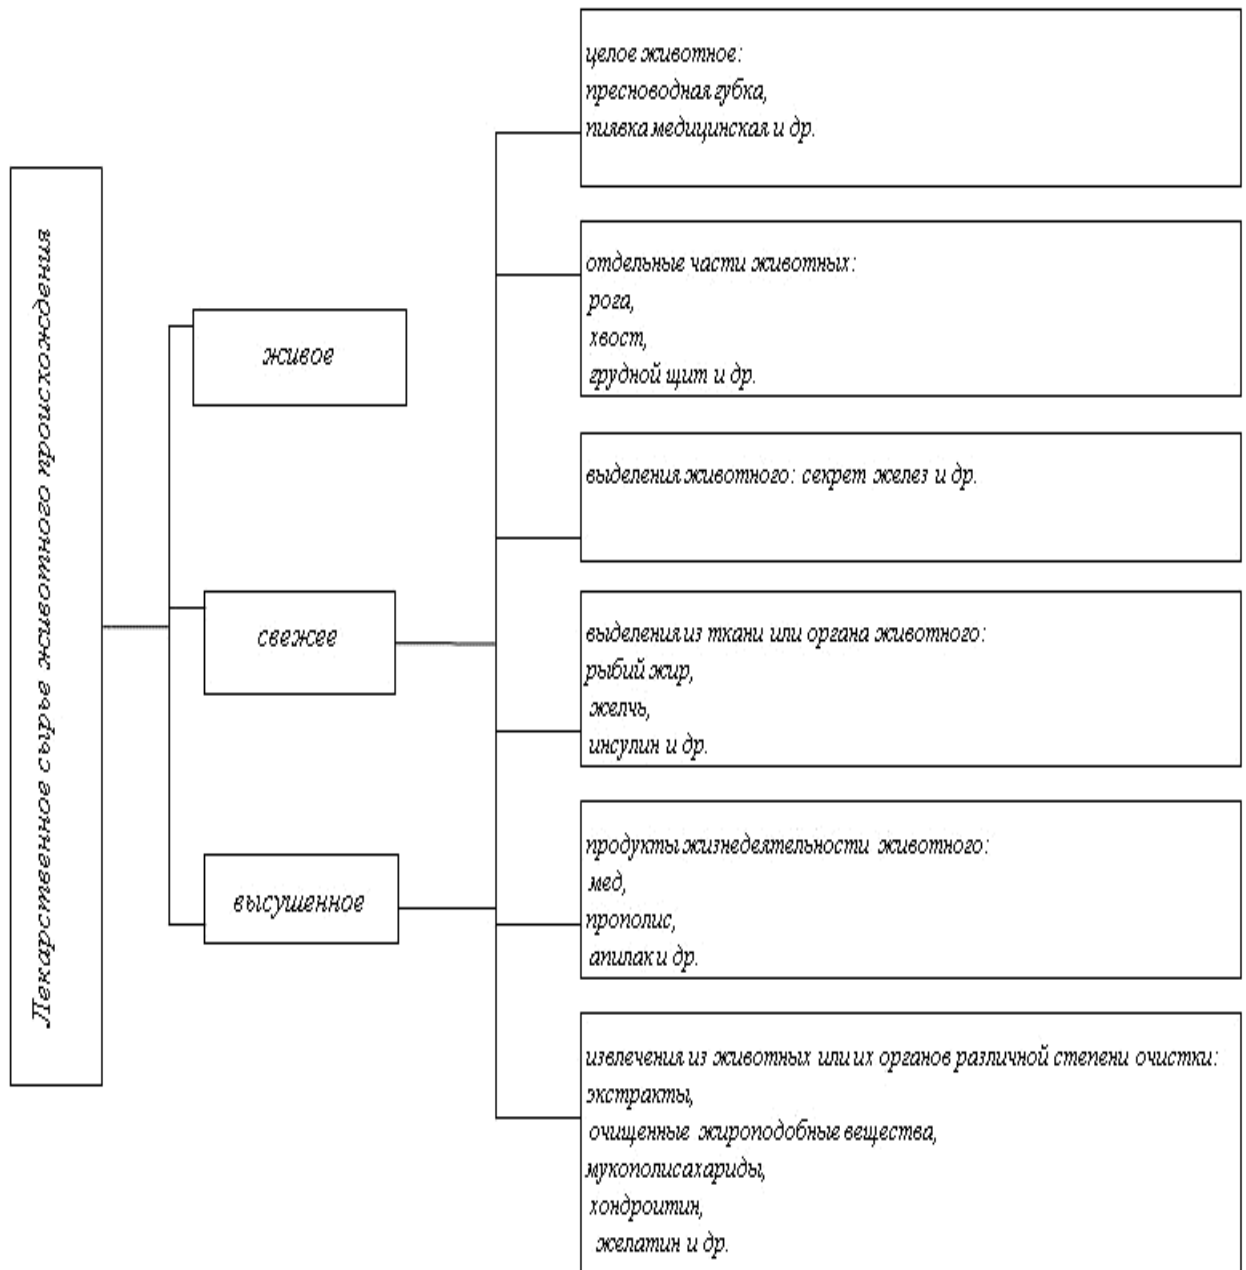 Лекарственное сырье животного происхождения
живое
свежее
высушенное
целое животное:
пресноводная губка,
пиявка медицинская и др.
отдельные части животных:
рога,
хвост,
грудной щит и др.
выделения животного: секрет желез и др.
выделения из ткани или органа животного:
рыбий жир,
желчь,
инсулин и др.
продукты жизнедеятельности животного:
мед,
прополис,
апилак и др.
извлечения из животных или их органов различной степени очистки:
экстракты,
очищенные жироподобные вещества,
мукополисахариды,
хондроитин,
желатин и др.